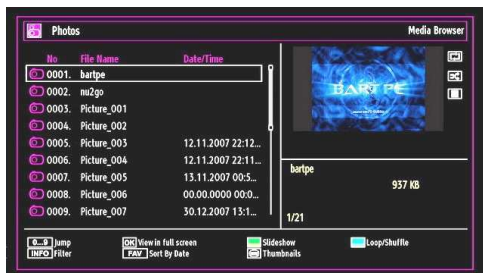 Photos
Media Browser
No File Name Date/Time
0001. bartpe
0002. nu2go
0003. Picture_001
0004. Picture_002
0005. Picture_003 12.11.2007 22:12...
0006. Picture_004 12.11.2007 22:11...
0007. Picture_005 13.11.2007 00:5...
0008. Picture_006 00.00.0000 00:0...
0009. Picture_007 30.12.2007 13:1...
BART PE
bartpe
937 KB
1/21
0...9 Jump OK View in full screen Slideshow Loop/Shuffle
INFO Filter FAV Sort By Date Thumbnails